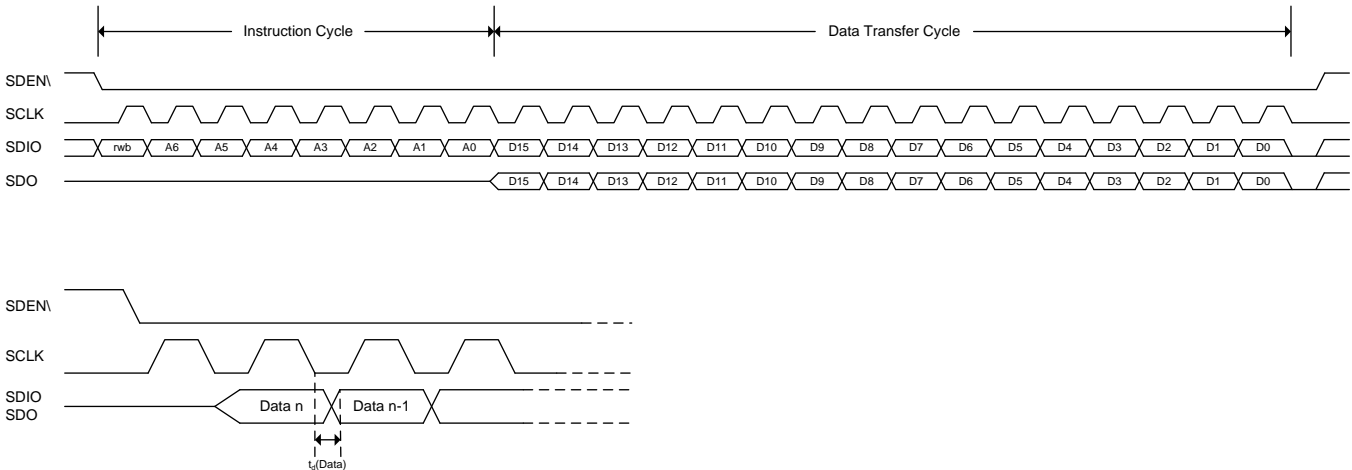 Instruction Cycle Data Transfer Cycle
SDEN\
SCLK
SDIO rwb A6 A5 A4 A3 A2 A1 A0 D15 D14 D13 D12 D11 D10 D9 D8 D7 D6 D5 D4 D3 D2 D1 D0
SDO D15 D14 D13 D12 D11 D10 D9 D8 D7 D6 D5 D4 D3 D2 D1 D0
SDEN\
SCLK
SDIO
SDO
Data n Data n-1
td(Data)